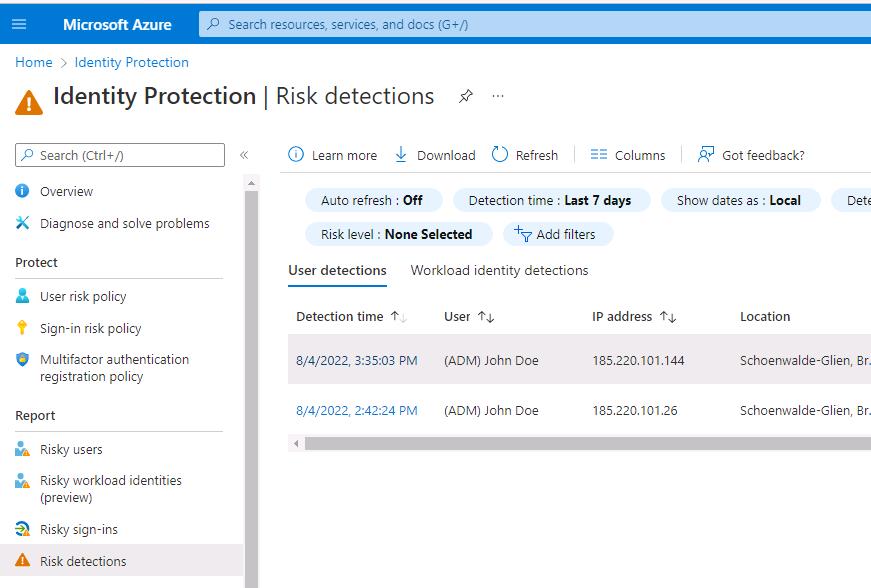 Microsoft Azure
Search resources, services, and docs (G+/)
Home > Identity Protection
Identity Protection | Risk detections ...
Search (Ctrl+/) «
Overview
Diagnose and solve problems
Protect
User risk policy
Sign-in risk policy
Multifactor authentication
registration policy
Report
Risky users
Risky workload identities
(preview)
Risky sign-ins
Risk detections
Learn more Download Refresh Columns Got feedback?
Auto refresh : Off Detection time : Last 7 days Show dates as : Local Dete
Risk level : None Selected Add filters
User detections Workload identity detections
Detection time User IP address Location
8/4/2022, 3:35:03 PM (ADM) John Doe 185.220.101.144 Schoenwalde-Glien, Br.
8/4/2022, 2:42:24 PM (ADM) John Doe 185.220.101.26 Schoenwalde-Glien, Br.